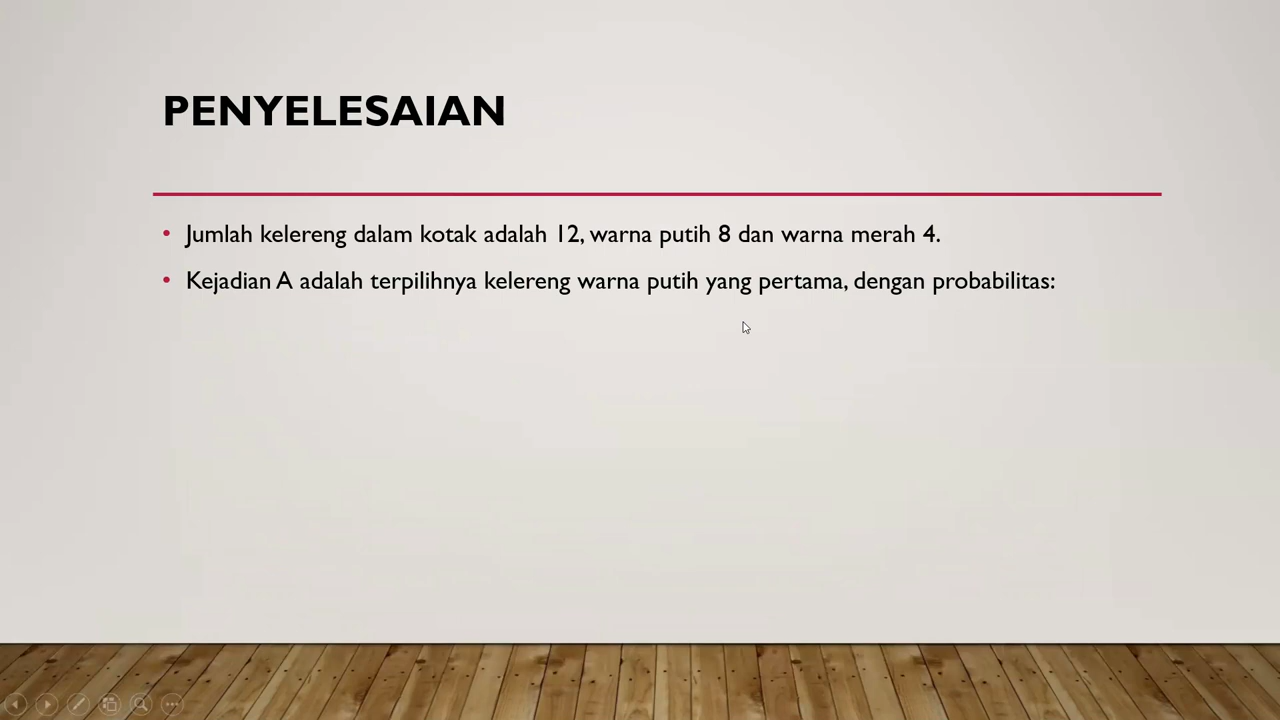 PENYELESAIAN
• Jumlah kelereng dalam kotak adalah 12, warna putih 8 dan warna merah 4.
• Kejadian A adalah terpilihnya kelereng warna putih yang pertama, dengan probabilitas: